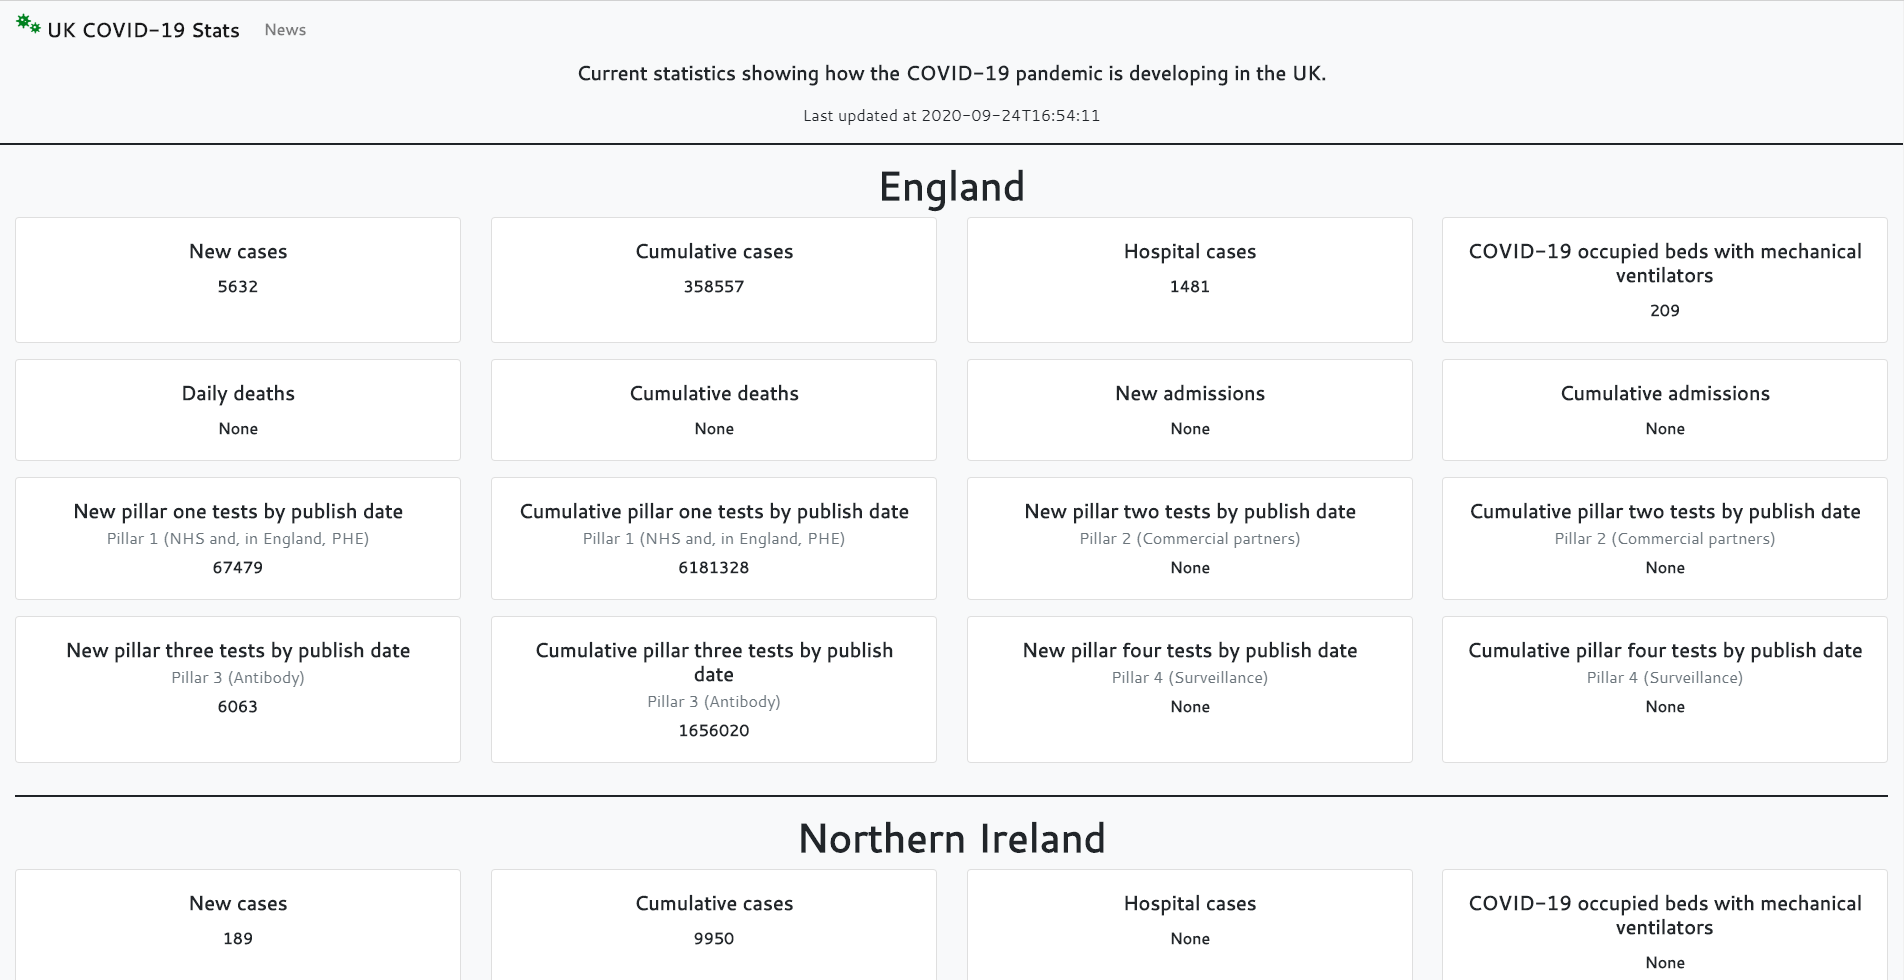 UK COVID-19 Stats News
Current statistics showing how the COVID-19 pandemic is developing in the UK.
Last updated at 2020-09-24T16:54:11
England
New cases
5632
Cumulative cases
358557
Hospital cases
1481
COVID-19 occupied beds with mechanical
ventilators
209
Daily deaths
None
Cumulative deaths
None
New admissions
None
Cumulative admissions
None
New pillar one tests by publish date
Pillar 1 (NHS and, in England, PHE)
67479
Cumulative pillar one tests by publish date
Pillar 1 (NHS and, in England, PHE)
6181328
New pillar two tests by publish date
Pillar 2 (Commercial partners)
None
Cumulative pillar two tests by publish date
Pillar 2 (Commercial partners)
None
New pillar three tests by publish date
Pillar 3 (Antibody)
6063
Cumulative pillar three tests by publish
date
Pillar 3 (Antibody)
1656020
New pillar four tests by publish date
Pillar 4 (Surveillance)
None
Cumulative pillar four tests by publish date
Pillar 4 (Surveillance)
None
Northern Ireland
New cases
189
Cumulative cases
9950
Hospital cases
None
COVID-19 occupied beds with mechanical
ventilators
None